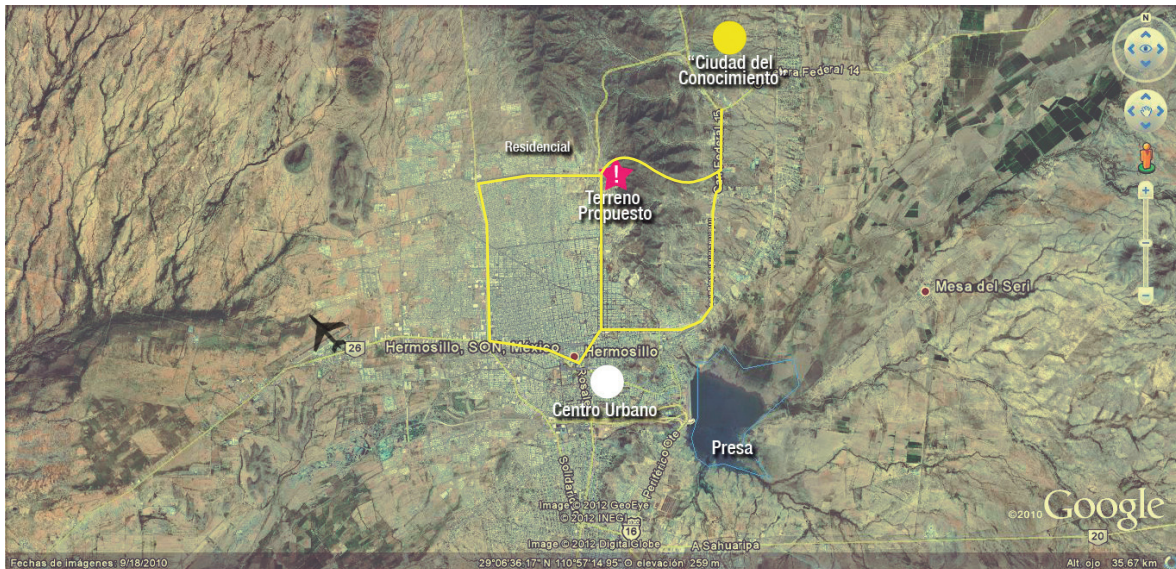 N
"Ciudad del
Conocimiento"
Federal 14
Residencial
!
Terreno
Propuesto
Mesa del Seri
26
Hermosillo, SON, México
Hermosillo
Centro Urbano
Presa
Periférico Ote
Image © 2012 GeoEye
© 2012 INEGI
16
Image © 2012 DigitalGlobe
A Sahuaripa
©2010 Google
20
Fechas de imágenes: 9/18/2010
29°06'36.17" N 110°57'14.95" O elevación 259 m
Alt. ojo 35.67 km